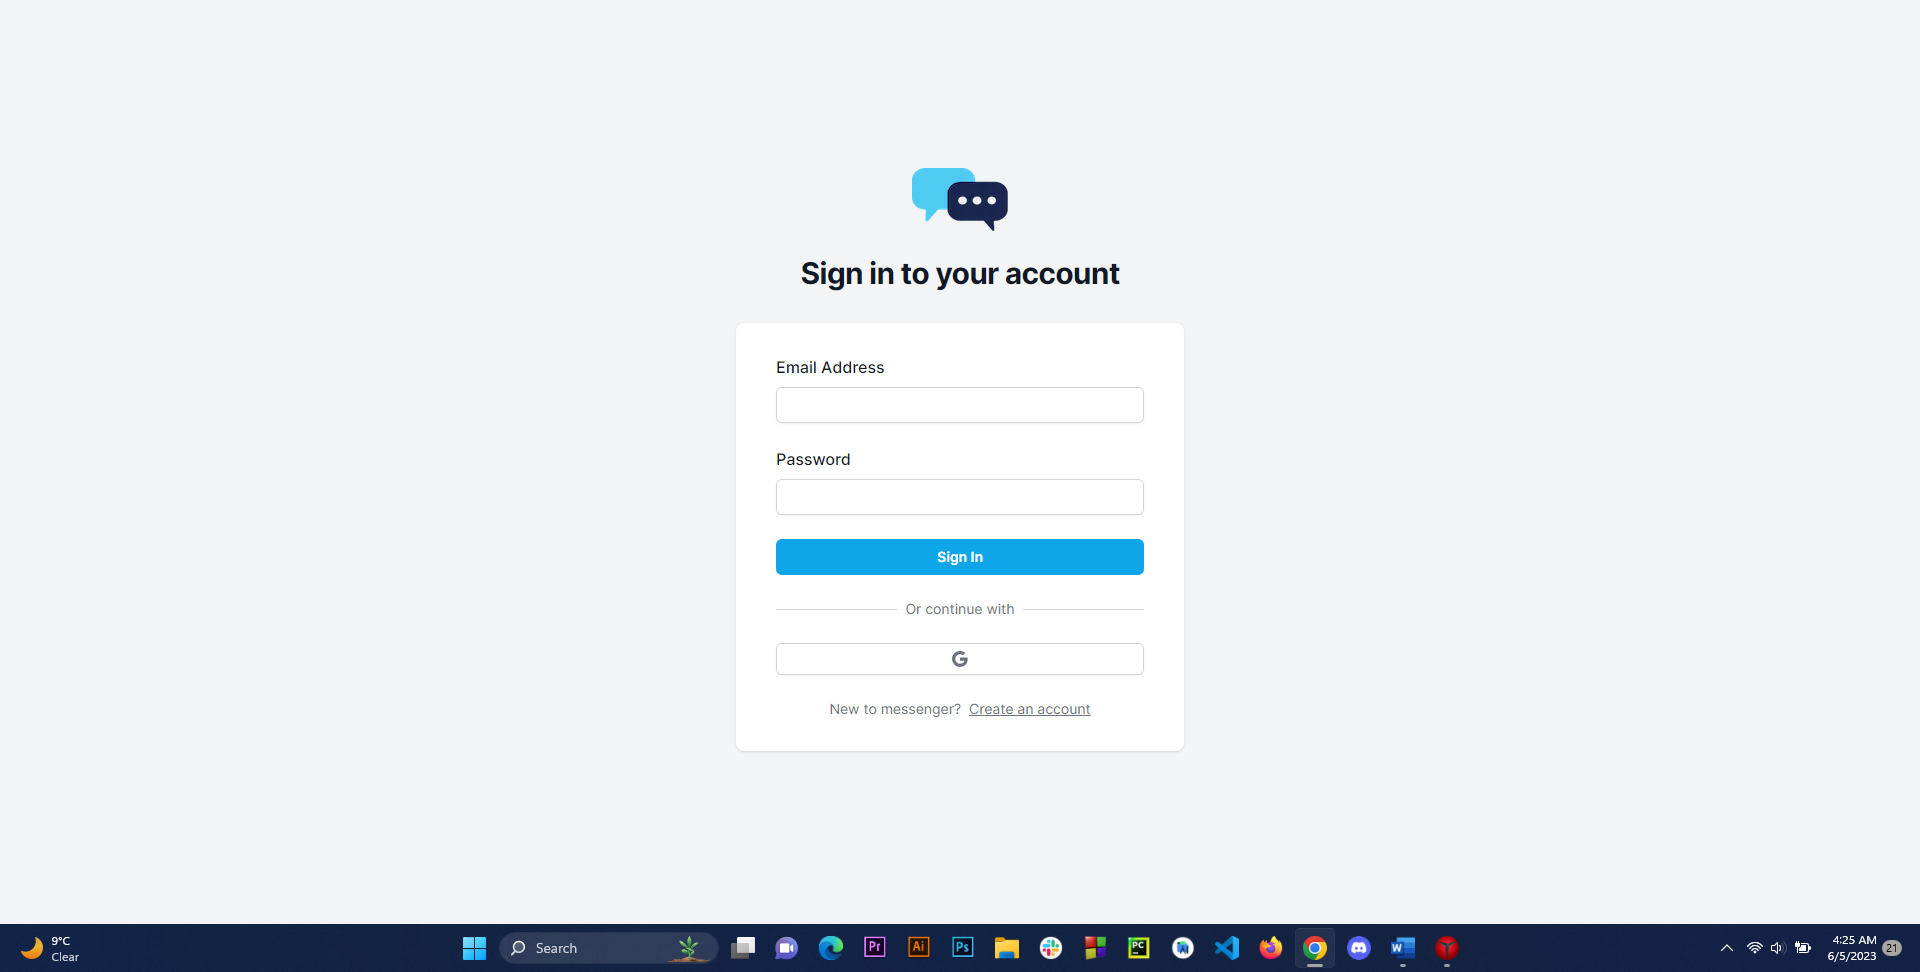 Sign in to your account
Email Address
Password
Sign In
Or continue with
G
New to messenger? Create an account
9°C
Clear
Search
Pr
Ai
Ps
PC
W
4:25 AM
6/5/2023
21